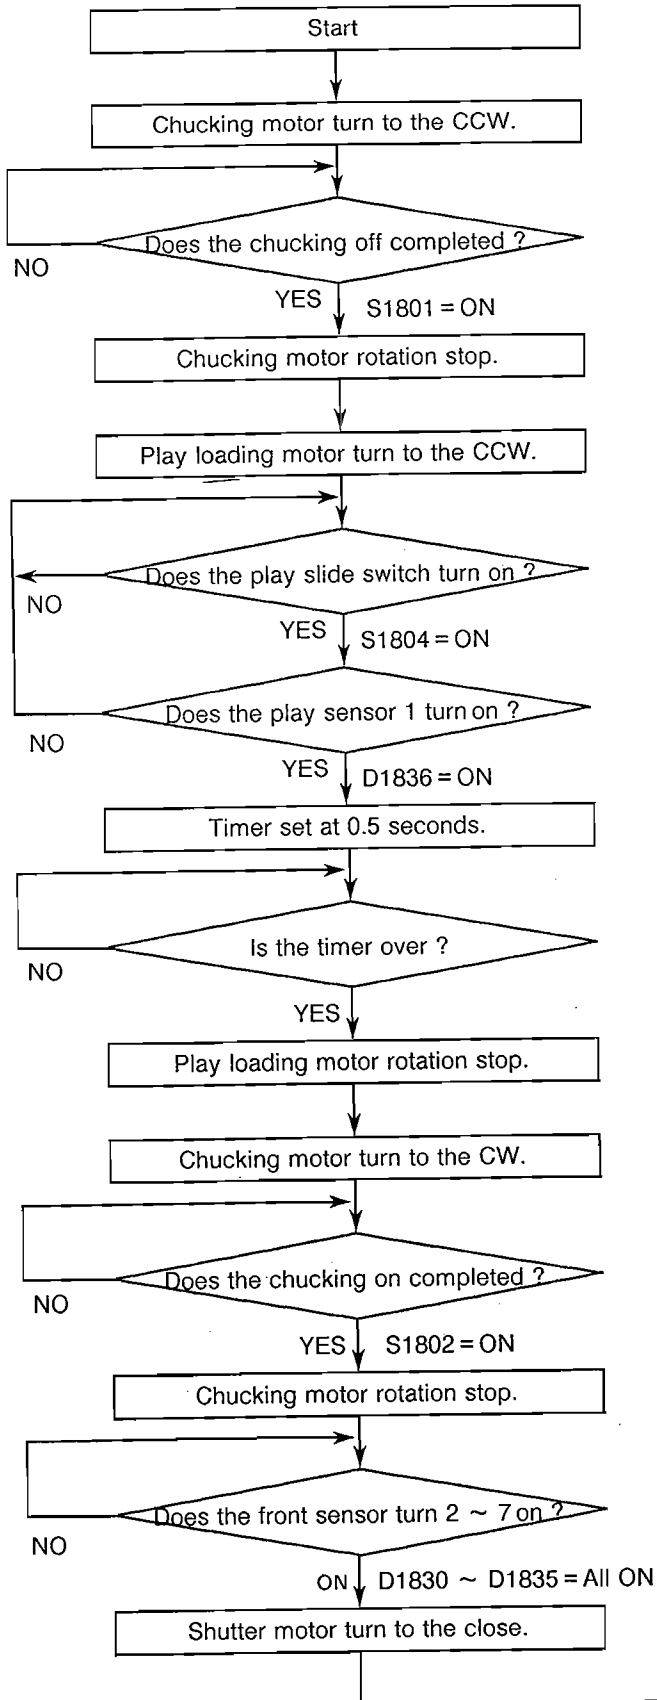 Start
Chucking motor turn to the CCW.
Does the chucking off completed ?
NO
YES
S1801 = ON
Chucking motor rotation stop.
Play loading motor turn to the CCW.
Does the play slide switch turn on ?
NO
YES
S1804 = ON
Does the play sensor 1 turn on ?
NO
YES
D1836 = ON
Timer set at 0.5 seconds.
Is the timer over ?
NO
YES
Play loading motor rotation stop.
Chucking motor turn to the CW.
Does the chucking on completed ?
NO
YES
S1802 = ON
Chucking motor rotation stop.
Does the front sensor turn 2 ~ 7 on ?
NO
ON
D1830 ~ D1835 = All ON
Shutter motor turn to the close.